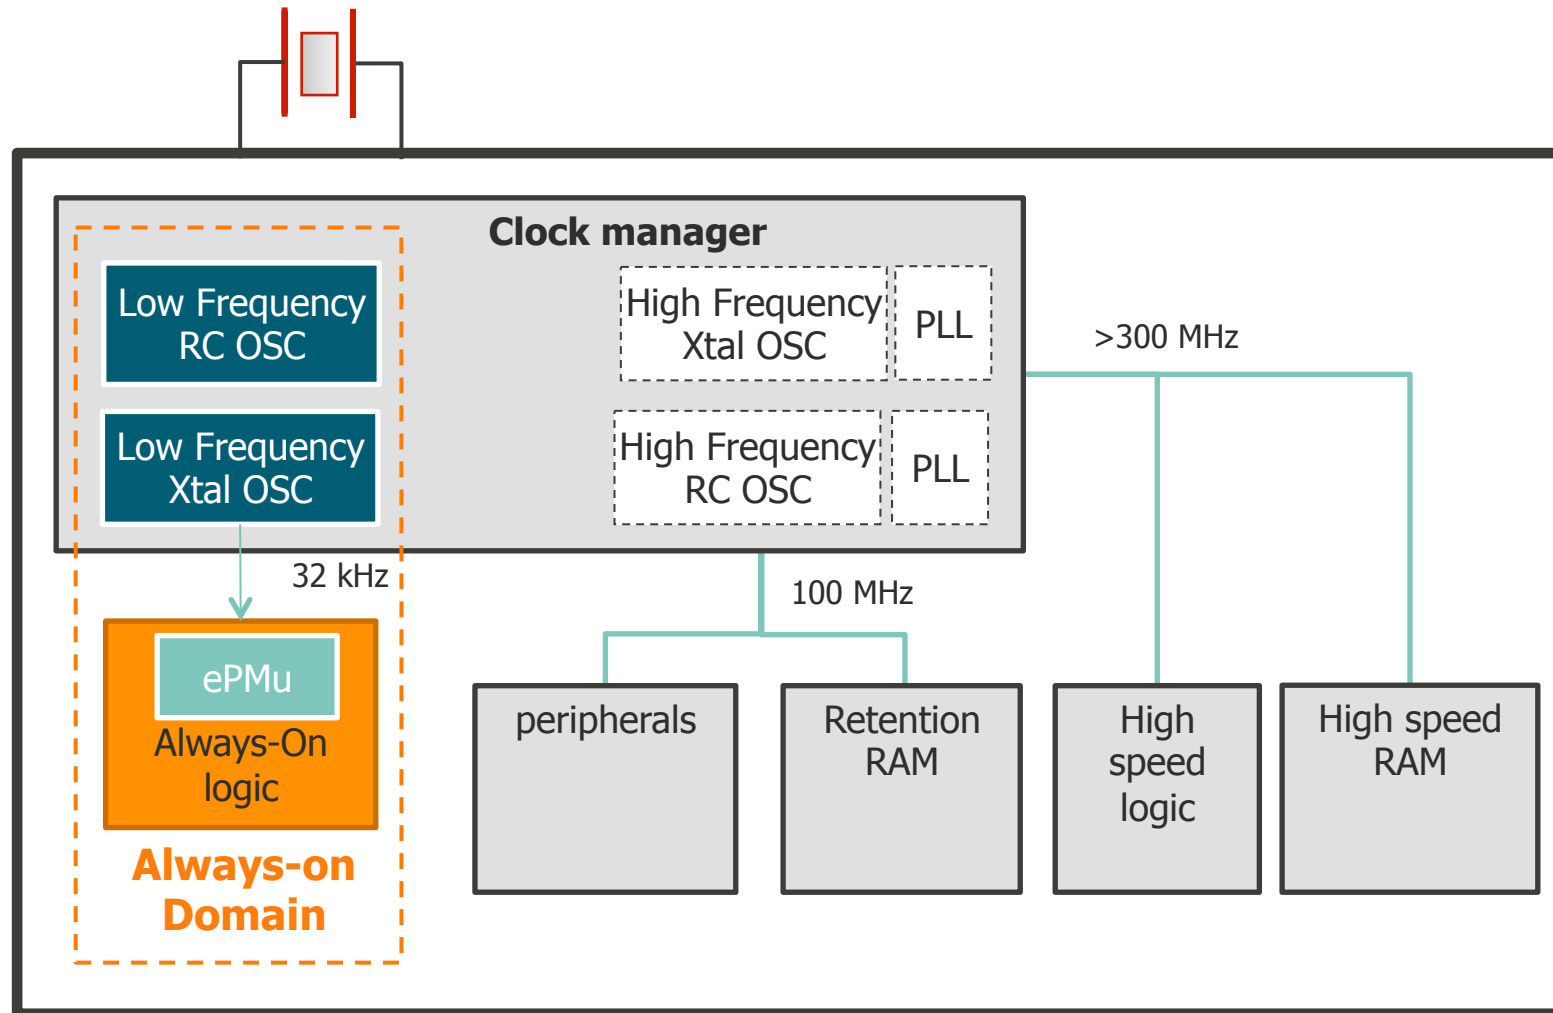 Clock manager
Low Frequency
RC OSC
High Frequency
Xtal OSC
PLL
>300 MHz
Low Frequency
Xtal OSC
High Frequency
RC OSC
PLL
32 kHz
100 MHz
ePMu
Always-On
logic
peripherals
Retention
RAM
High
speed
logic
High speed
RAM
Always-on
Domain